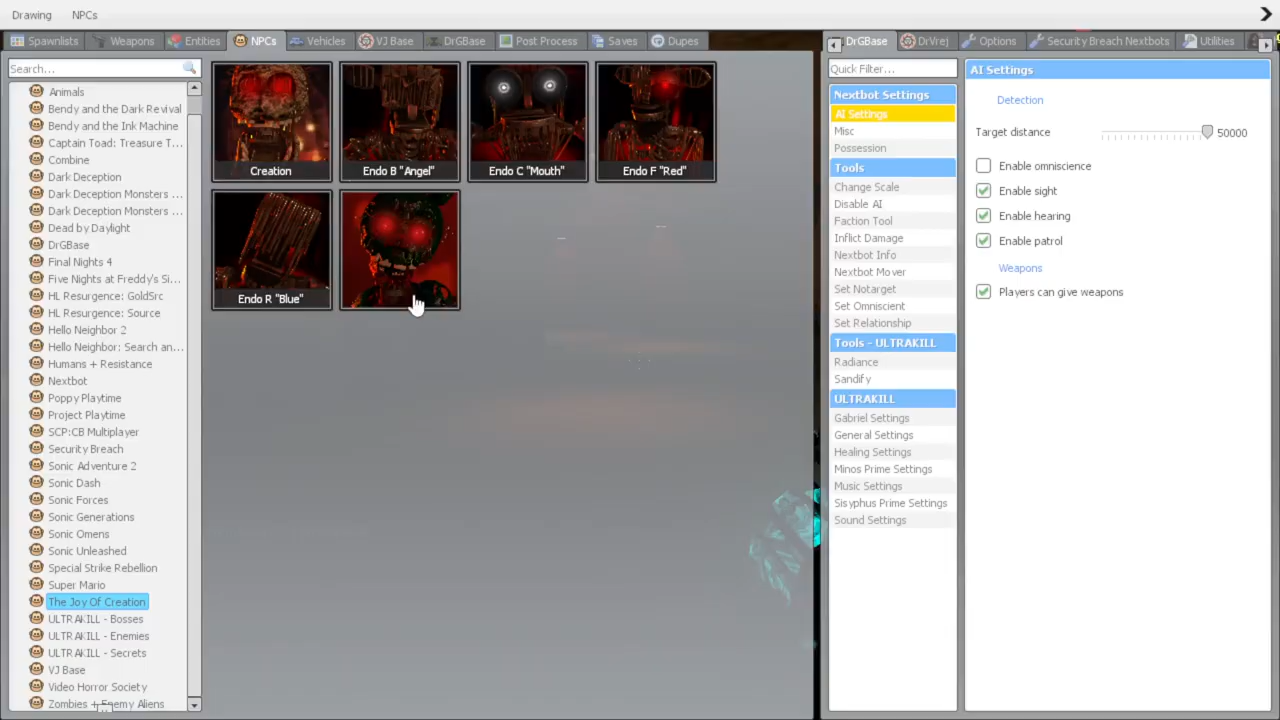 Drawing NPCs
Spawnlists Weapons Entities NPCs Vehicles VJ Base DrGBase Post Process Saves Dupes
DrGBase DrVrej Options Security Breach Nextbots Utilities
Search...
Animals
Bendy and the Dark Revival
Bendy and the Ink Machine
Captain Toad: Treasure T...
Combine
Dark Deception
Dark Deception Monsters ...
Dark Deception Monsters ...
Dead by Daylight
DrGBase
Final Nights 4
Five Nights at Freddy's Si...
HL Resurgence: GoldSrc
HL Resurgence: Source
Hello Neighbor 2
Hello Neighbor: Search an...
Humans + Resistance
Nextbot
Poppy Playtime
Project Playtime
SCP:CB Multiplayer
Security Breach
Sonic Adventure 2
Sonic Dash
Sonic Forces
Sonic Generations
Sonic Omens
Sonic Unleashed
Special Strike Rebellion
Super Mario
The Joy Of Creation
ULTRAKILL - Bosses
ULTRAKILL - Enemies
ULTRAKILL - Secrets
VJ Base
Video Horror Society
Zombies + Enemy Aliens
Creation
Endo B "Angel"
Endo C "Mouth"
Endo F "Red"
Endo R "Blue"
Quick Filter...
Nextbot Settings
AI Settings
Misc
Possession
Tools
Change Scale
Disable AI
Faction Tool
Inflict Damage
Nextbot Info
Nextbot Mover
Set Notarget
Set Omniscient
Set Relationship
Tools - ULTRAKILL
Radiance
Sandify
ULTRAKILL
Gabriel Settings
General Settings
Healing Settings
Minos Prime Settings
Music Settings
Sisyphus Prime Settings
Sound Settings
AI Settings
Detection
Target distance 50000
Enable omniscience
Enable sight
Enable hearing
Enable patrol
Weapons
Players can give weapons